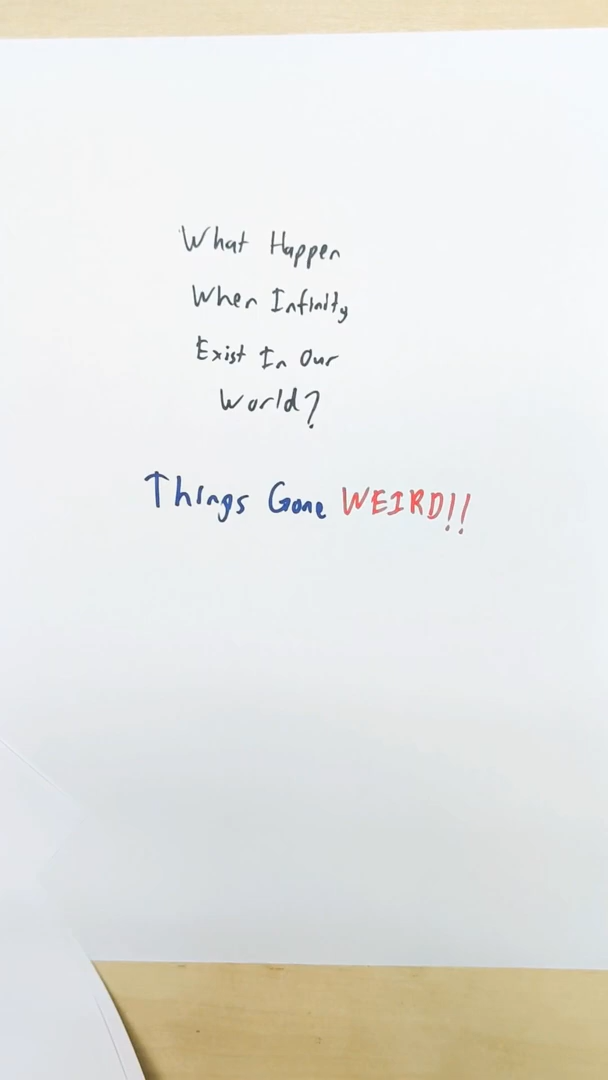 What Happen
When Infinity
Exist In Our
World?
Things Gone WEIRD!!